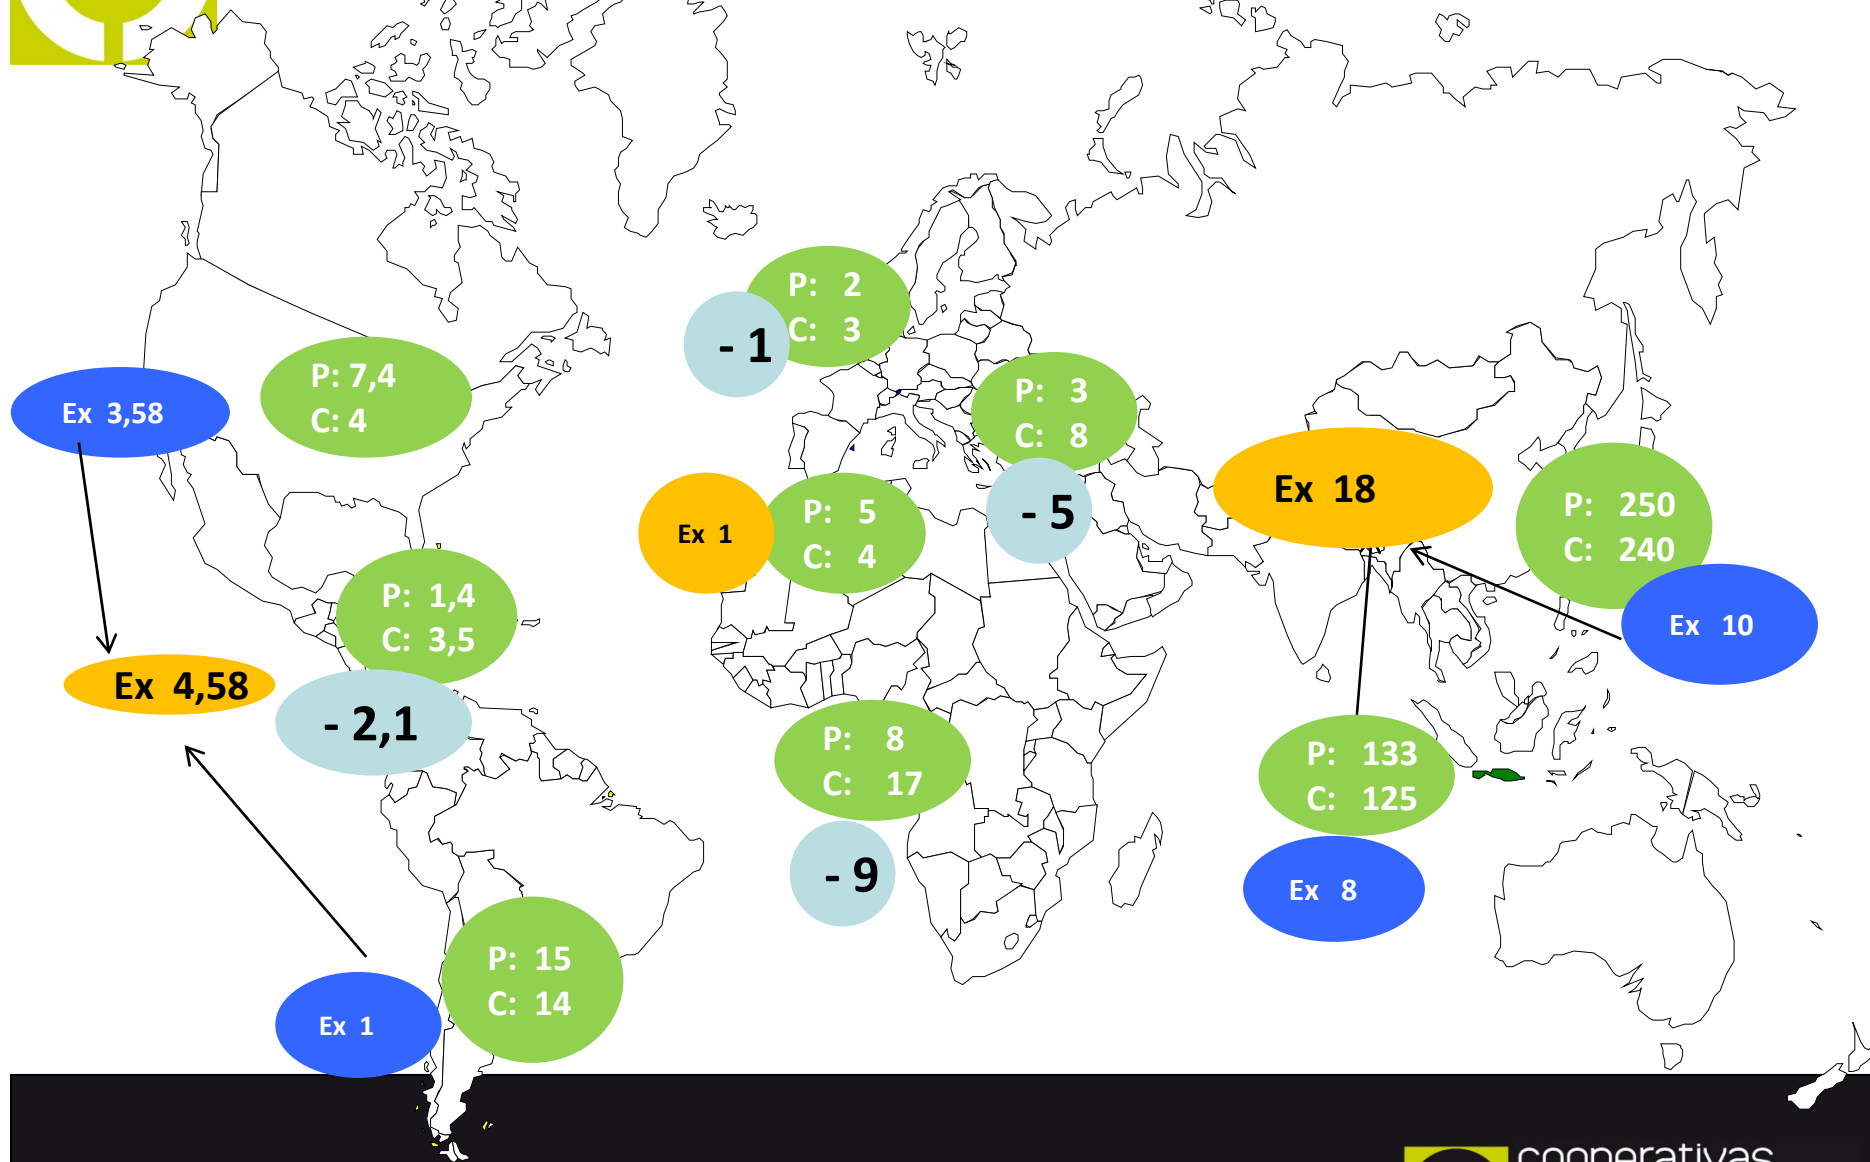 P: 2
C: 3
- 1
P: 7,4
C: 4
Ex 3,58
P: 3
C: 8
- 5
Ex 18
P: 250
C: 240
Ex 1
P: 5
C: 4
P: 1,4
C: 3,5
Ex 10
Ex 4,58
- 2,1
P: 8
C: 17
P: 133
C: 125
- 9
Ex 8
P: 15
C: 14
Ex 1
cooperativas